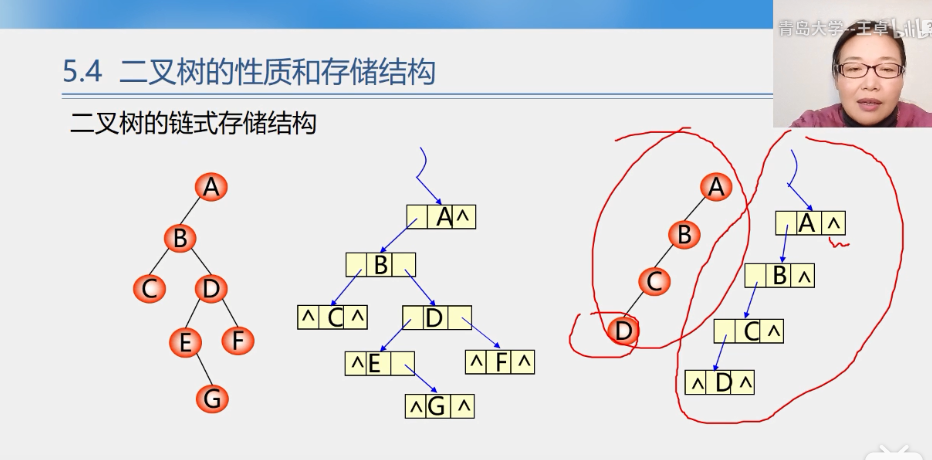 青岛大学--王卓
5.4 二叉树的性质和存储结构
二叉树的链式存储结构
A
B
C D
E F
G
A ^
B
^ C ^ D
^ E ^ F ^
^ G ^
A
B
C
D
A ^
B ^
C ^
^ D ^